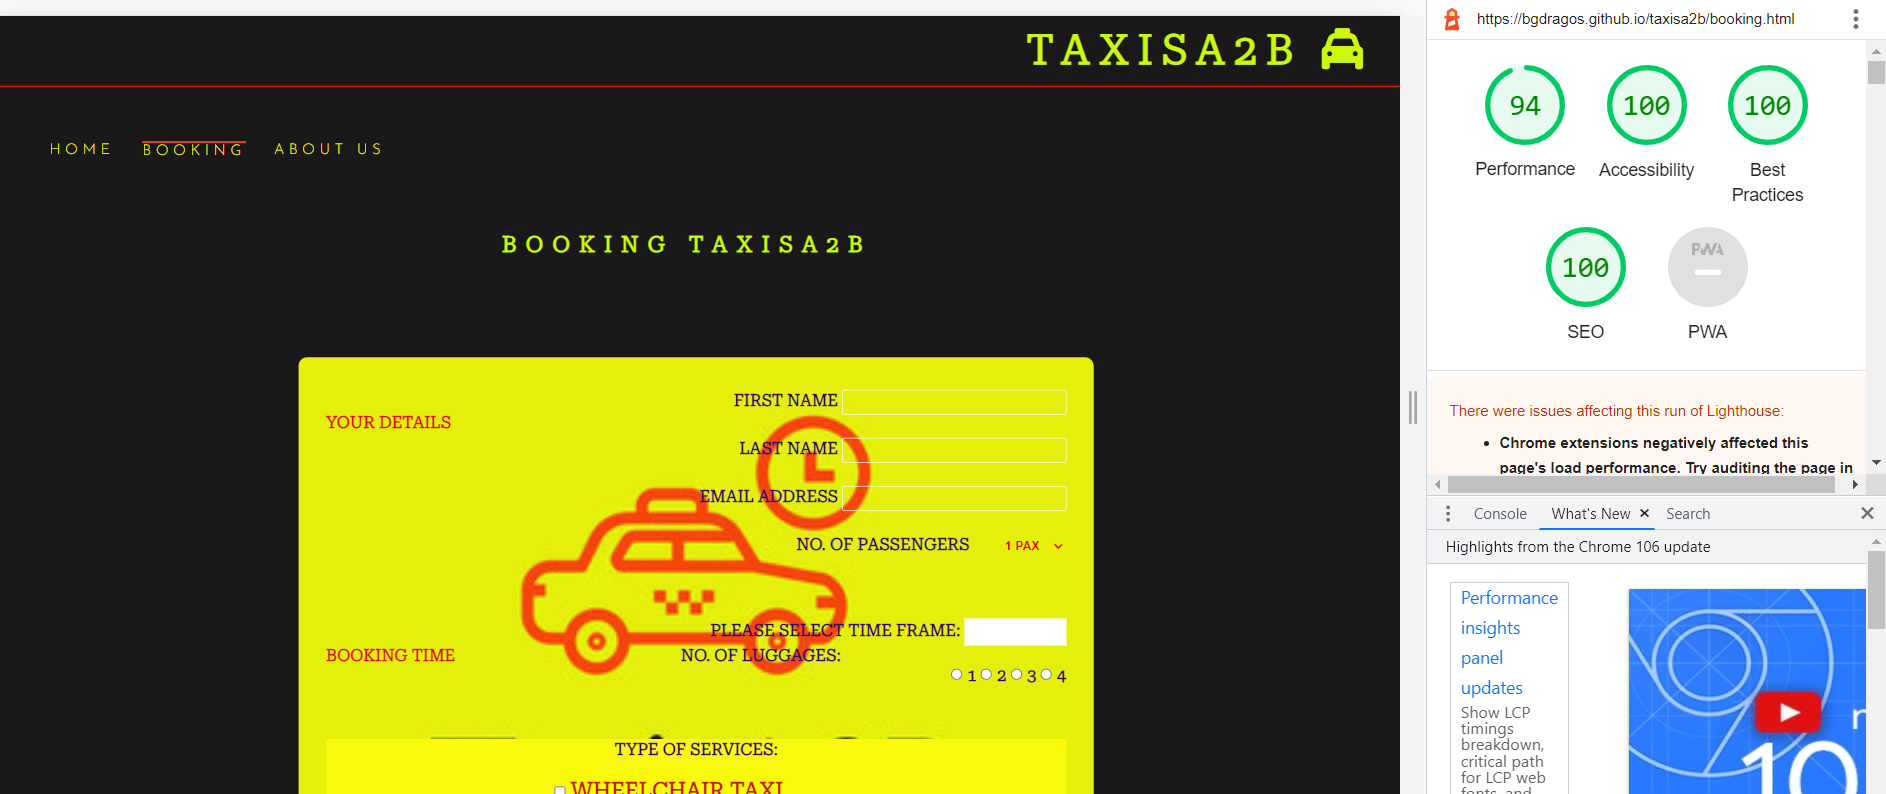 TAXISA2B
HOME
BOOKING
ABOUT US
BOOKING TAXISA2B
YOUR DETAILS
FIRST NAME
LAST NAME
EMAIL ADDRESS
NO. OF PASSENGERS
1 PAX
PLEASE SELECT TIME FRAME:
BOOKING TIME
NO. OF LUGGAGES:
1 2 3 4
TYPE OF SERVICES:
WHEELCHAIR TAXI
https://bgdragos.github.io/taxisa2b/booking.html
94
100
100
Performance
Accessibility
Best
Practices
100
PWA
SEO
PWA
There were issues affecting this run of Lighthouse:
Chrome extensions negatively affected this
page's load performance. Try auditing the page in
Console
What's New
Search
Highlights from the Chrome 106 update
Performance
insights
panel
updates
Show LCP
timings
breakdown,
critical path
for LCP web
fonts, and
10